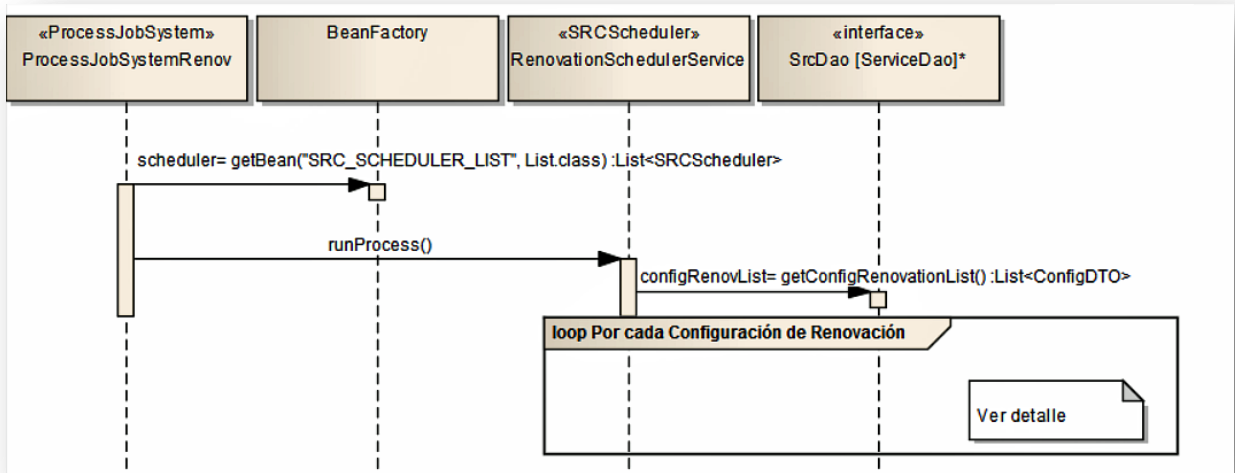 «ProcessJobSystem»
ProcessJobSystemRenov
BeanFactory
«SRCScheduler»
RenovationSchedulerService
«interface»
SrcDao [ServiceDao]*
scheduler= getBean("SRC_SCHEDULER_LIST", List.class) :List<SRCScheduler>
runProcess()
configRenovList= getConfigRenovationList() :List<ConfigDTO>
loop Por cada Configuración de Renovación
Ver detalle